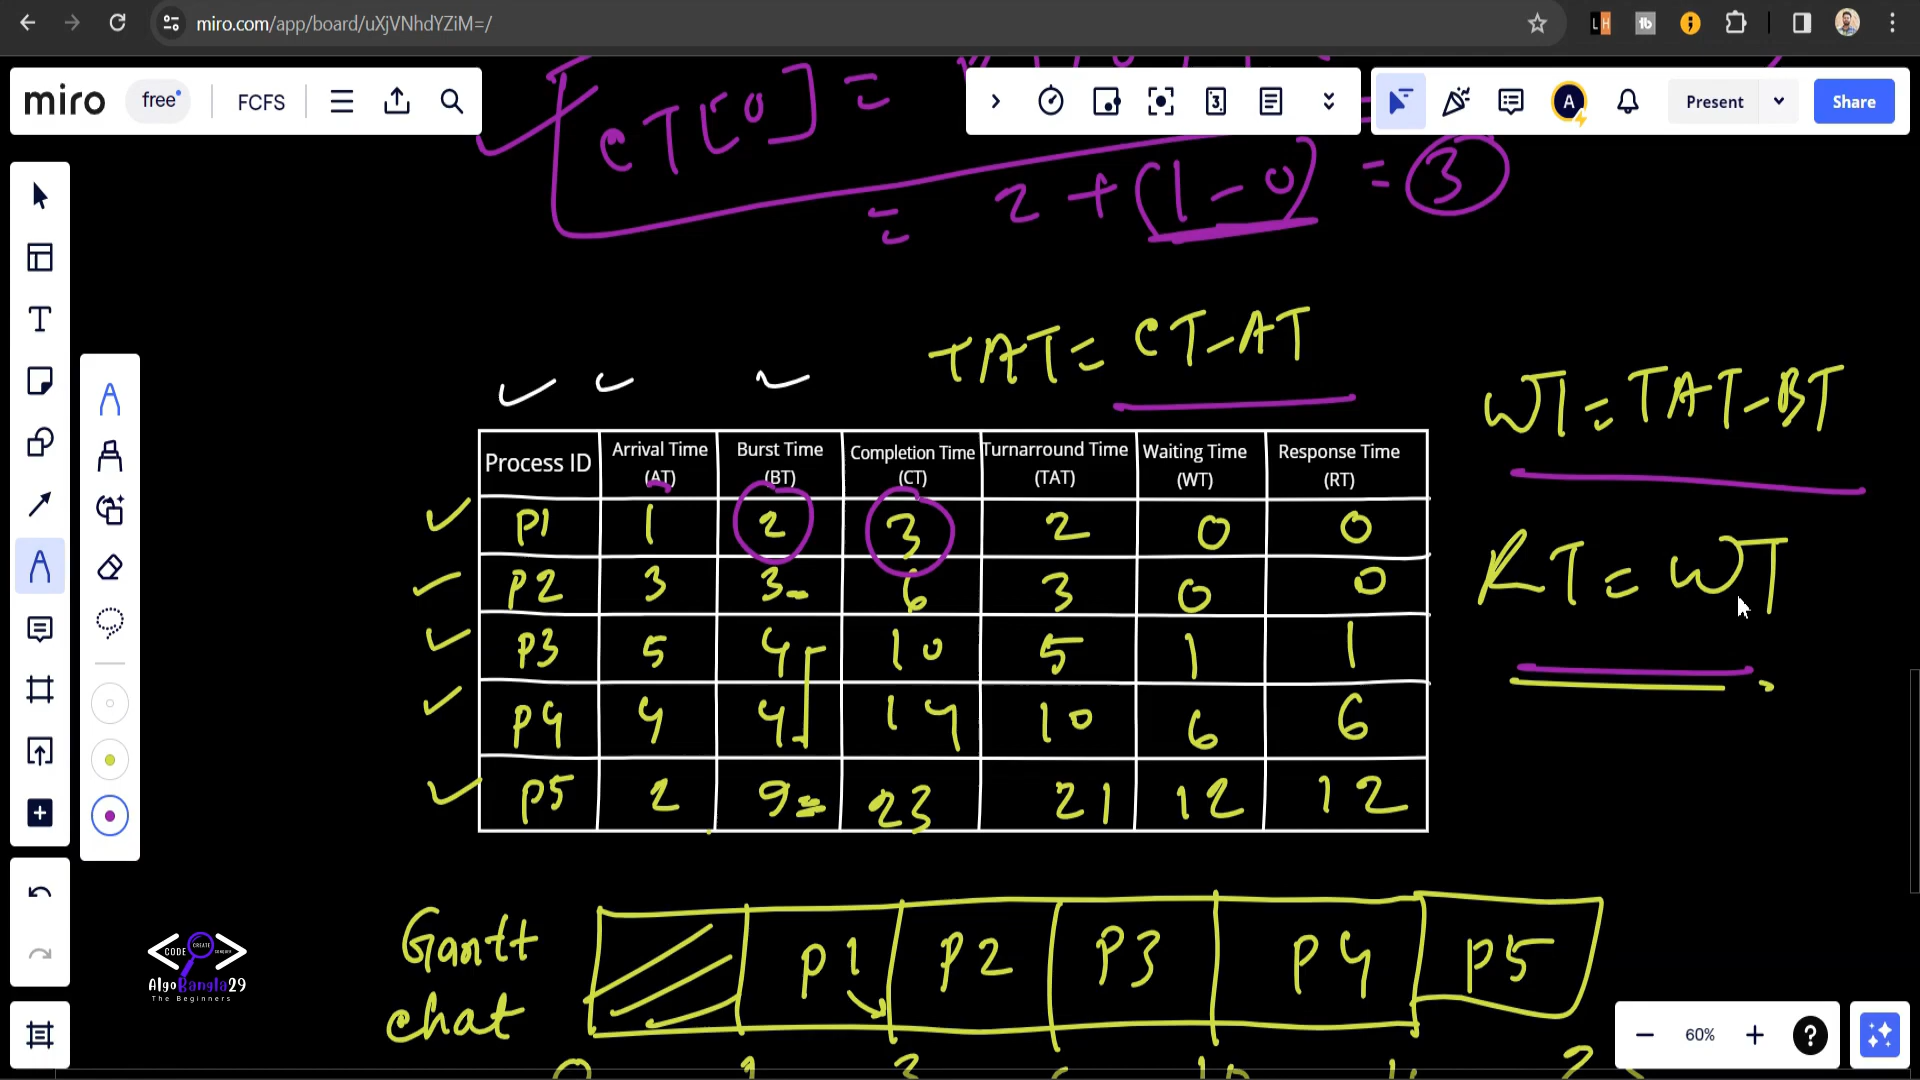 miro.com/app/board/uXjVNhdYZiM=/
miro free FCFS
Present Share
CT[0] =
= 2 + (1 - 0) = 3
TAT = CT - AT
WT = TAT - BT
RT = WT
Process ID Arrival Time (AT) Burst Time (BT) Completion Time (CT) Turnarround Time (TAT) Waiting Time (WT) Response Time (RT)
P1 1 2 3 2 0 0
P2 3 3 6 3 0 0
P3 5 4 10 5 1 1
P4 4 4 14 10 6 6
P5 2 9 23 21 12 12
Gantt chat
P1 P2 P3 P4 P5
CODE CREATE
AlgoBangla29
The Beginners
60%